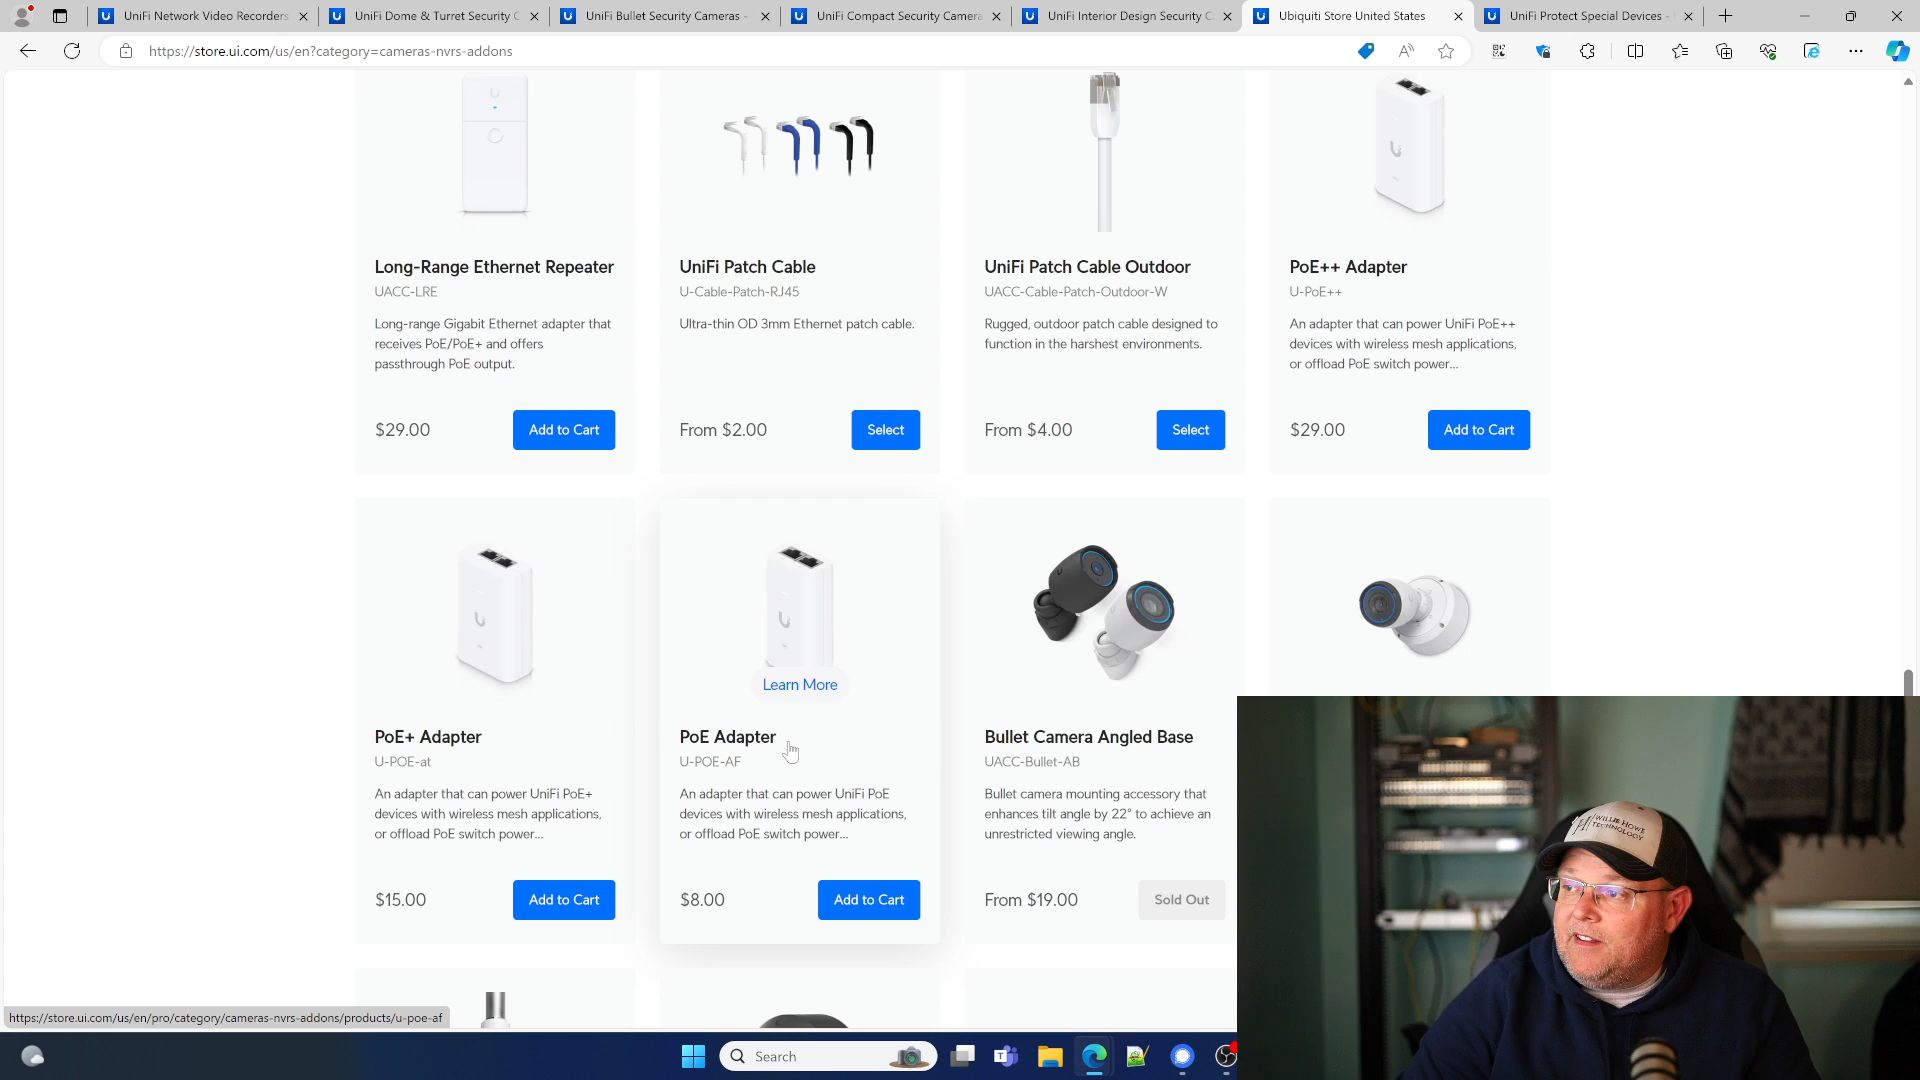 UniFi Network Video Recorders
UniFi Dome & Turret Security C
UniFi Bullet Security Cameras -
UniFi Compact Security Camera
UniFi Interior Design Security C
Ubiquiti Store United States
UniFi Protect Special Devices -
https://store.ui.com/us/en?category=cameras-nvrs-addons
Long-Range Ethernet Repeater
UACC-LRE
Long-range Gigabit Ethernet adapter that
receives PoE/PoE+ and offers
passthrough PoE output.
$29.00
Add to Cart
UniFi Patch Cable
U-Cable-Patch-RJ45
Ultra-thin OD 3mm Ethernet patch cable.
From $2.00
Select
UniFi Patch Cable Outdoor
UACC-Cable-Patch-Outdoor-W
Rugged, outdoor patch cable designed to
function in the harshest environments.
From $4.00
Select
PoE++ Adapter
U-PoE++
An adapter that can power UniFi PoE++
devices with wireless mesh applications,
or offload PoE switch power...
$29.00
Add to Cart
PoE+ Adapter
U-POE-at
An adapter that can power UniFi PoE+
devices with wireless mesh applications,
or offload PoE switch power...
$15.00
Add to Cart
Learn More
PoE Adapter
U-POE-AF
An adapter that can power UniFi PoE
devices with wireless mesh applications,
or offload PoE switch power...
$8.00
Add to Cart
Bullet Camera Angled Base
UACC-Bullet-AB
Bullet camera mounting accessory that
enhances tilt angle by 22° to achieve an
unrestricted viewing angle.
From $19.00
Sold Out
WILLIE HOWE
TECHNOLOGY
https://store.ui.com/us/en/pro/category/cameras-nvrs-addons/products/u-poe-af
Search